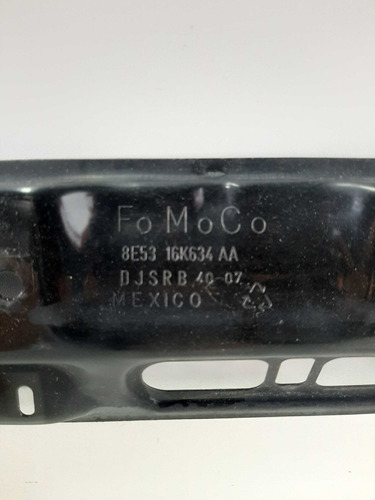 FoMoCo
8E53 16K634 AA
DJSRB 40-07
MEXICO